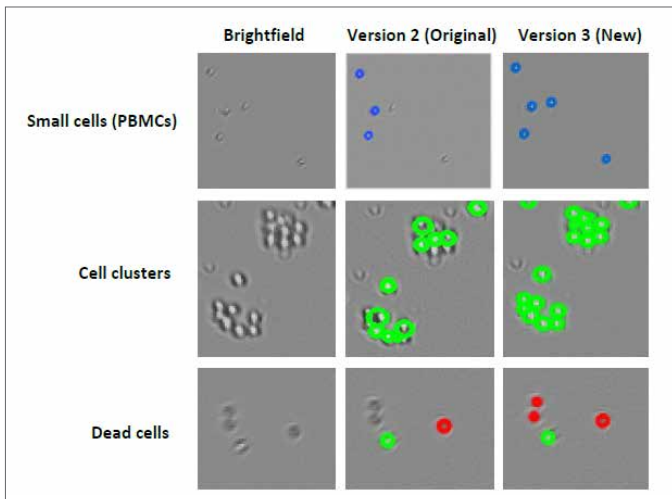 Brightfield
Version 2 (Original)
Version 3 (New)
Small cells (PBMCs)
Cell clusters
Dead cells